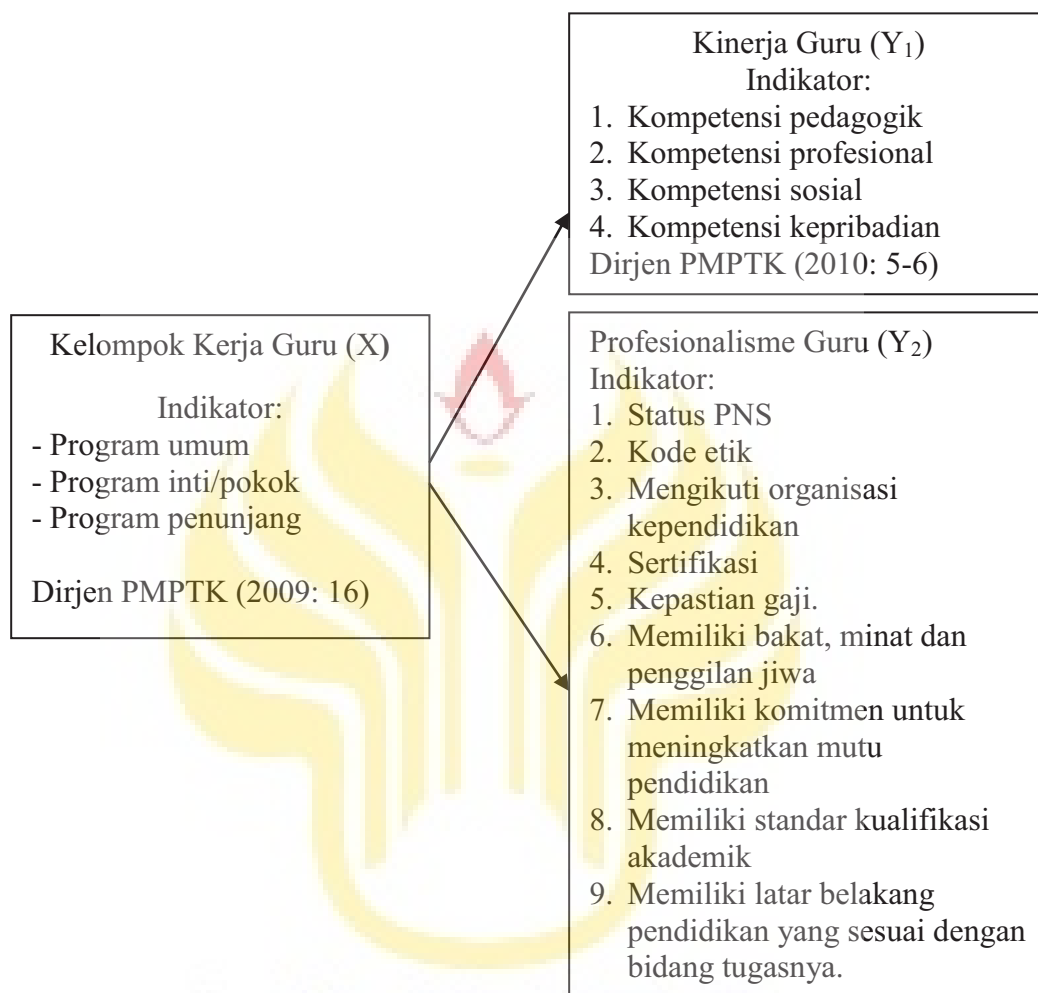 Kinerja Guru (Y₁)
Indikator:
1. Kompetensi pedagogik
2. Kompetensi profesional
3. Kompetensi sosial
4. Kompetensi kepribadian
Dirjen PMPTK (2010: 5-6)
Kelompok Kerja Guru (X)
Indikator:
- Program umum
- Program inti/pokok
- Program penunjang
Dirjen PMPTK (2009: 16)
Profesionalisme Guru (Y₂)
Indikator:
1. Status PNS
2. Kode etik
3. Mengikuti organisasi
kependidikan
4. Sertifikasi
5. Kepastian gaji.
6. Memiliki bakat, minat dan
penggilan jiwa
7. Memiliki komitmen untuk
meningkatkan mutu
pendidikan
8. Memiliki standar kualifikasi
akademik
9. Memiliki latar belakang
pendidikan yang sesuai dengan
bidang tugasnya.